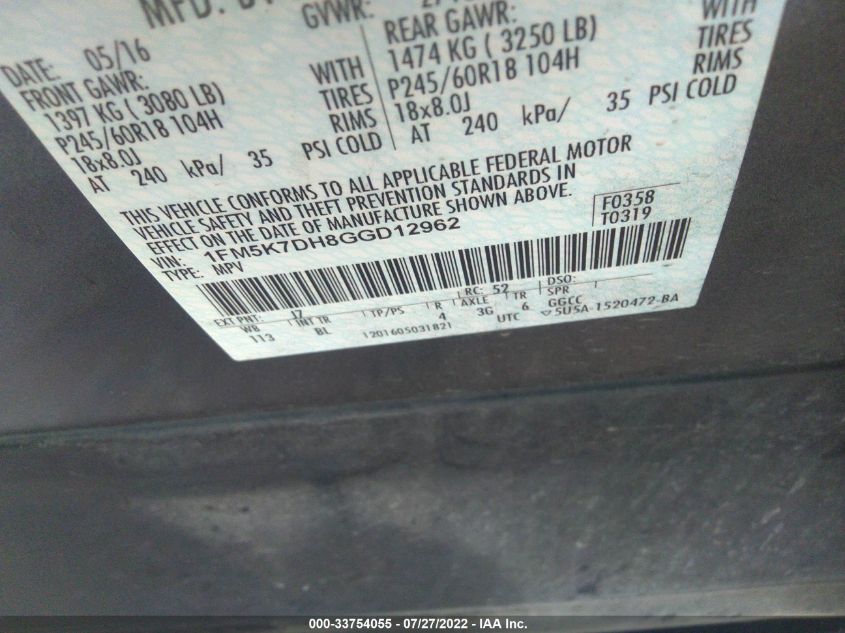 MFD. BY
GVWR:
DATE: 05/16
FRONT GAWR:
1397 KG ( 3080 LB)
P245/60R18 104H
18x8.0J
AT 240 kPa/ 35 PSI COLD
WITH
TIRES
RIMS
REAR GAWR:
1474 KG ( 3250 LB)
P245/60R18 104H
18x8.0J
AT 240 kPa/ 35 PSI COLD
WITH
TIRES
RIMS
THIS VEHICLE CONFORMS TO ALL APPLICABLE FEDERAL MOTOR
VEHICLE SAFETY AND THEFT PREVENTION STANDARDS IN
EFFECT ON THE DATE OF MANUFACTURE SHOWN ABOVE.
VIN: 1FM5K7DH8GGD12962
TYPE: MPV
F0358
T0319
EXT PNT: J7 RC: 52 DSO:
WB INT TR TP/PS R AXLE TR SPR
113 BL 4 3G 6 GGCC
1201605031821 UTC ▽5U5A-1520472-BA
000-33754055 / 07/27/2022 - IAA Inc.